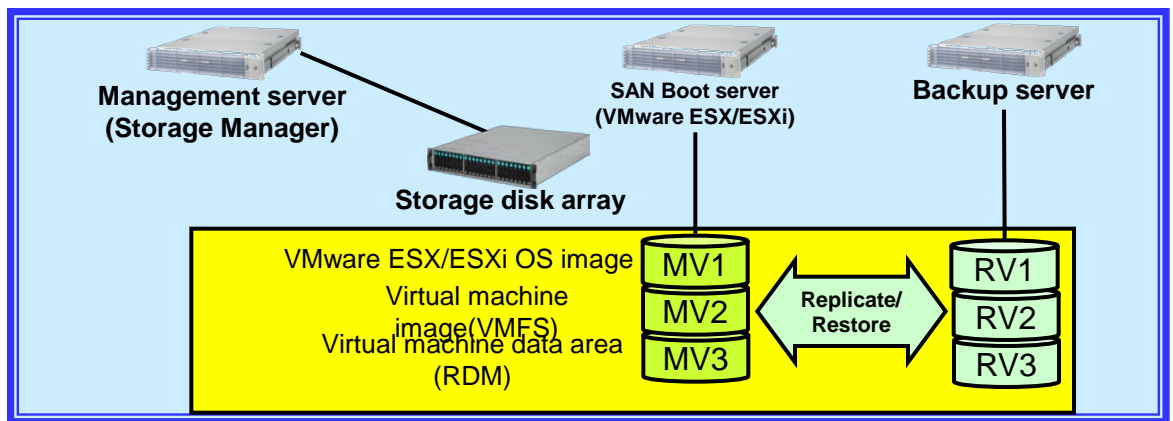 Management server
(Storage Manager)
SAN Boot server
(VMware ESX/ESXi)
Backup server
Storage disk array
VMware ESX/ESXi OS image
Virtual machine
image(VMFS)
Virtual machine data area
(RDM)
MV1
MV2
MV3
Replicate/
Restore
RV1
RV2
RV3